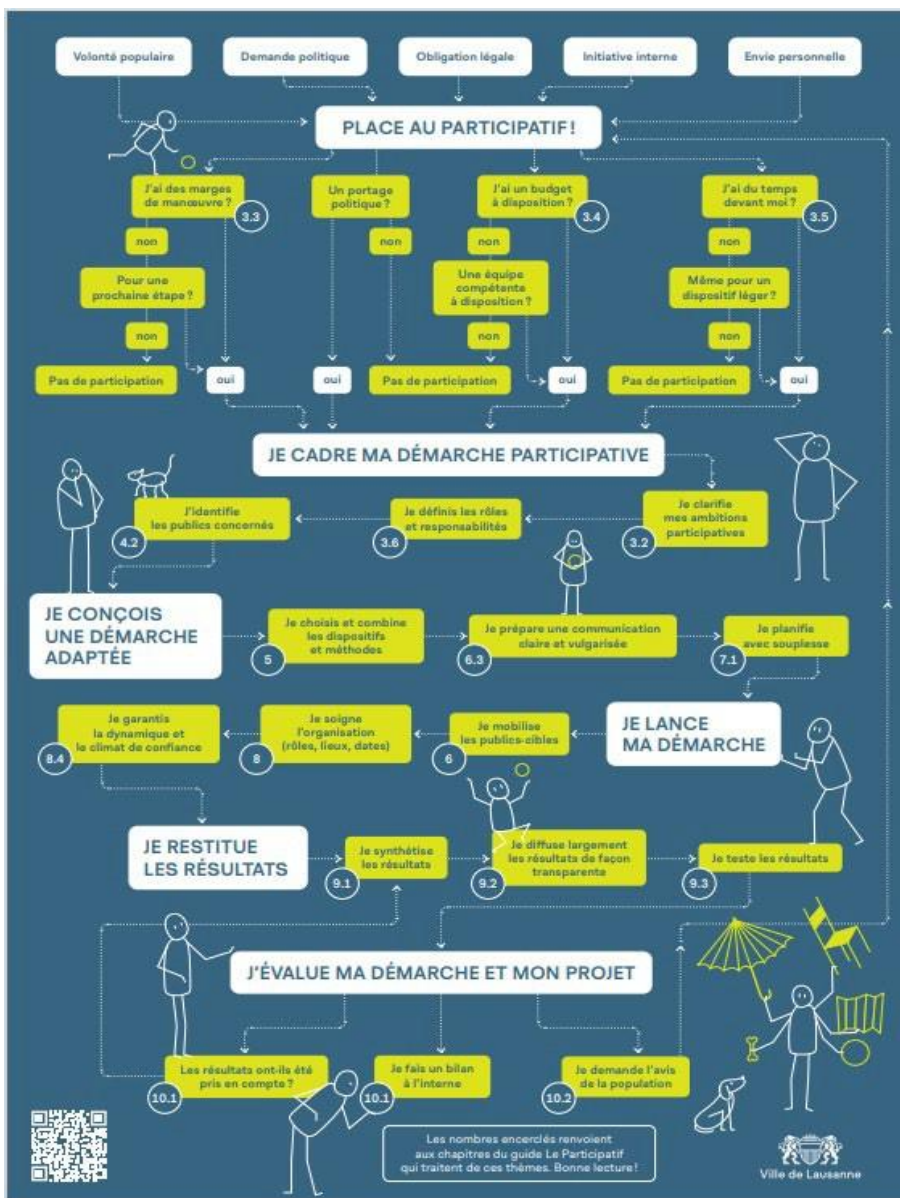 Volonté populaire
Demande politique
Obligation légale
Initiative interne
Envie personnelle
PLACE AU PARTICIPATIF !
J'ai des marges
de manœuvre ?
3.3
Un portage
politique ?
J'ai un budget
à disposition ?
3.4
J'ai du temps
devant moi ?
3.5
non
non
non
non
Pour une
prochaine étape ?
Une équipe
compétente
à disposition ?
Même pour un
dispositif léger ?
non
non
non
Pas de participation
oui
oui
Pas de participation
oui
Pas de participation
oui
JE CADRE MA DÉMARCHE PARTICIPATIVE
J'identifie
les publics concernés
4.2
Je définis les rôles
et responsabilités
3.6
Je clarifie
mes ambitions
participatives
3.2
JE CONÇOIS
UNE DÉMARCHE
ADAPTÉE
Je choisis et combine
les dispositifs
et méthodes
5
Je prépare une communication
claire et vulgarisée
6.3
Je planifie
avec souplesse
7.1
Je garantis
la dynamique et
le climat de confiance
8.4
Je soigne
l'organisation
(rôles, lieux, dates)
8
Je mobilise
les publics-cibles
6
JE LANCE
MA DÉMARCHE
JE RESTITUE
LES RÉSULTATS
Je synthétise
les résultats
9.1
Je diffuse largement
les résultats de façon
transparente
9.2
Je teste les résultats
9.3
J'ÉVALUE MA DÉMARCHE ET MON PROJET
Les résultats ont-ils été
pris en compte ?
10.1
Je fais un bilan
à l'interne
10.1
Je demande l'avis
de la population
10.2
Les nombres encerclés renvoient
aux chapitres du guide Le Participatif
qui traitent de ces thèmes. Bonne lecture !
Ville de Lausanne